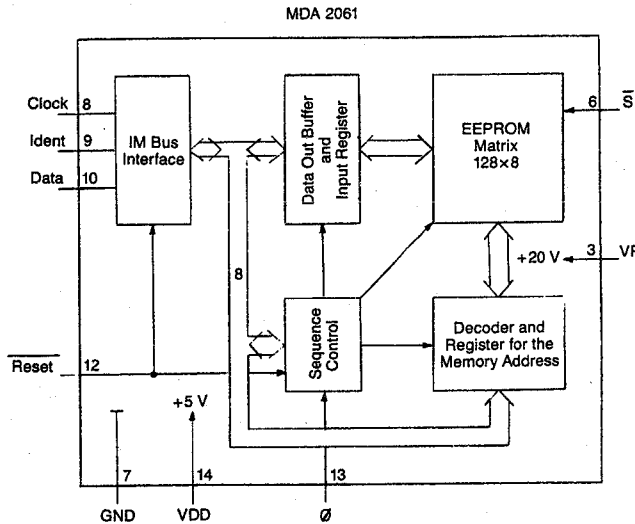 MDA 2061
Clock 8
Ident 9
Data 10
IM Bus
Interface
Data Out Buffer
and
Input Register
EEPROM
Matrix
128×8
6 S̅
8
+20 V
3
Sequence
Control
Decoder and
Register for the
Memory Address
R̅e̅s̅e̅t̅ 12
+5 V
7
14
13
GND
VDD
Ø